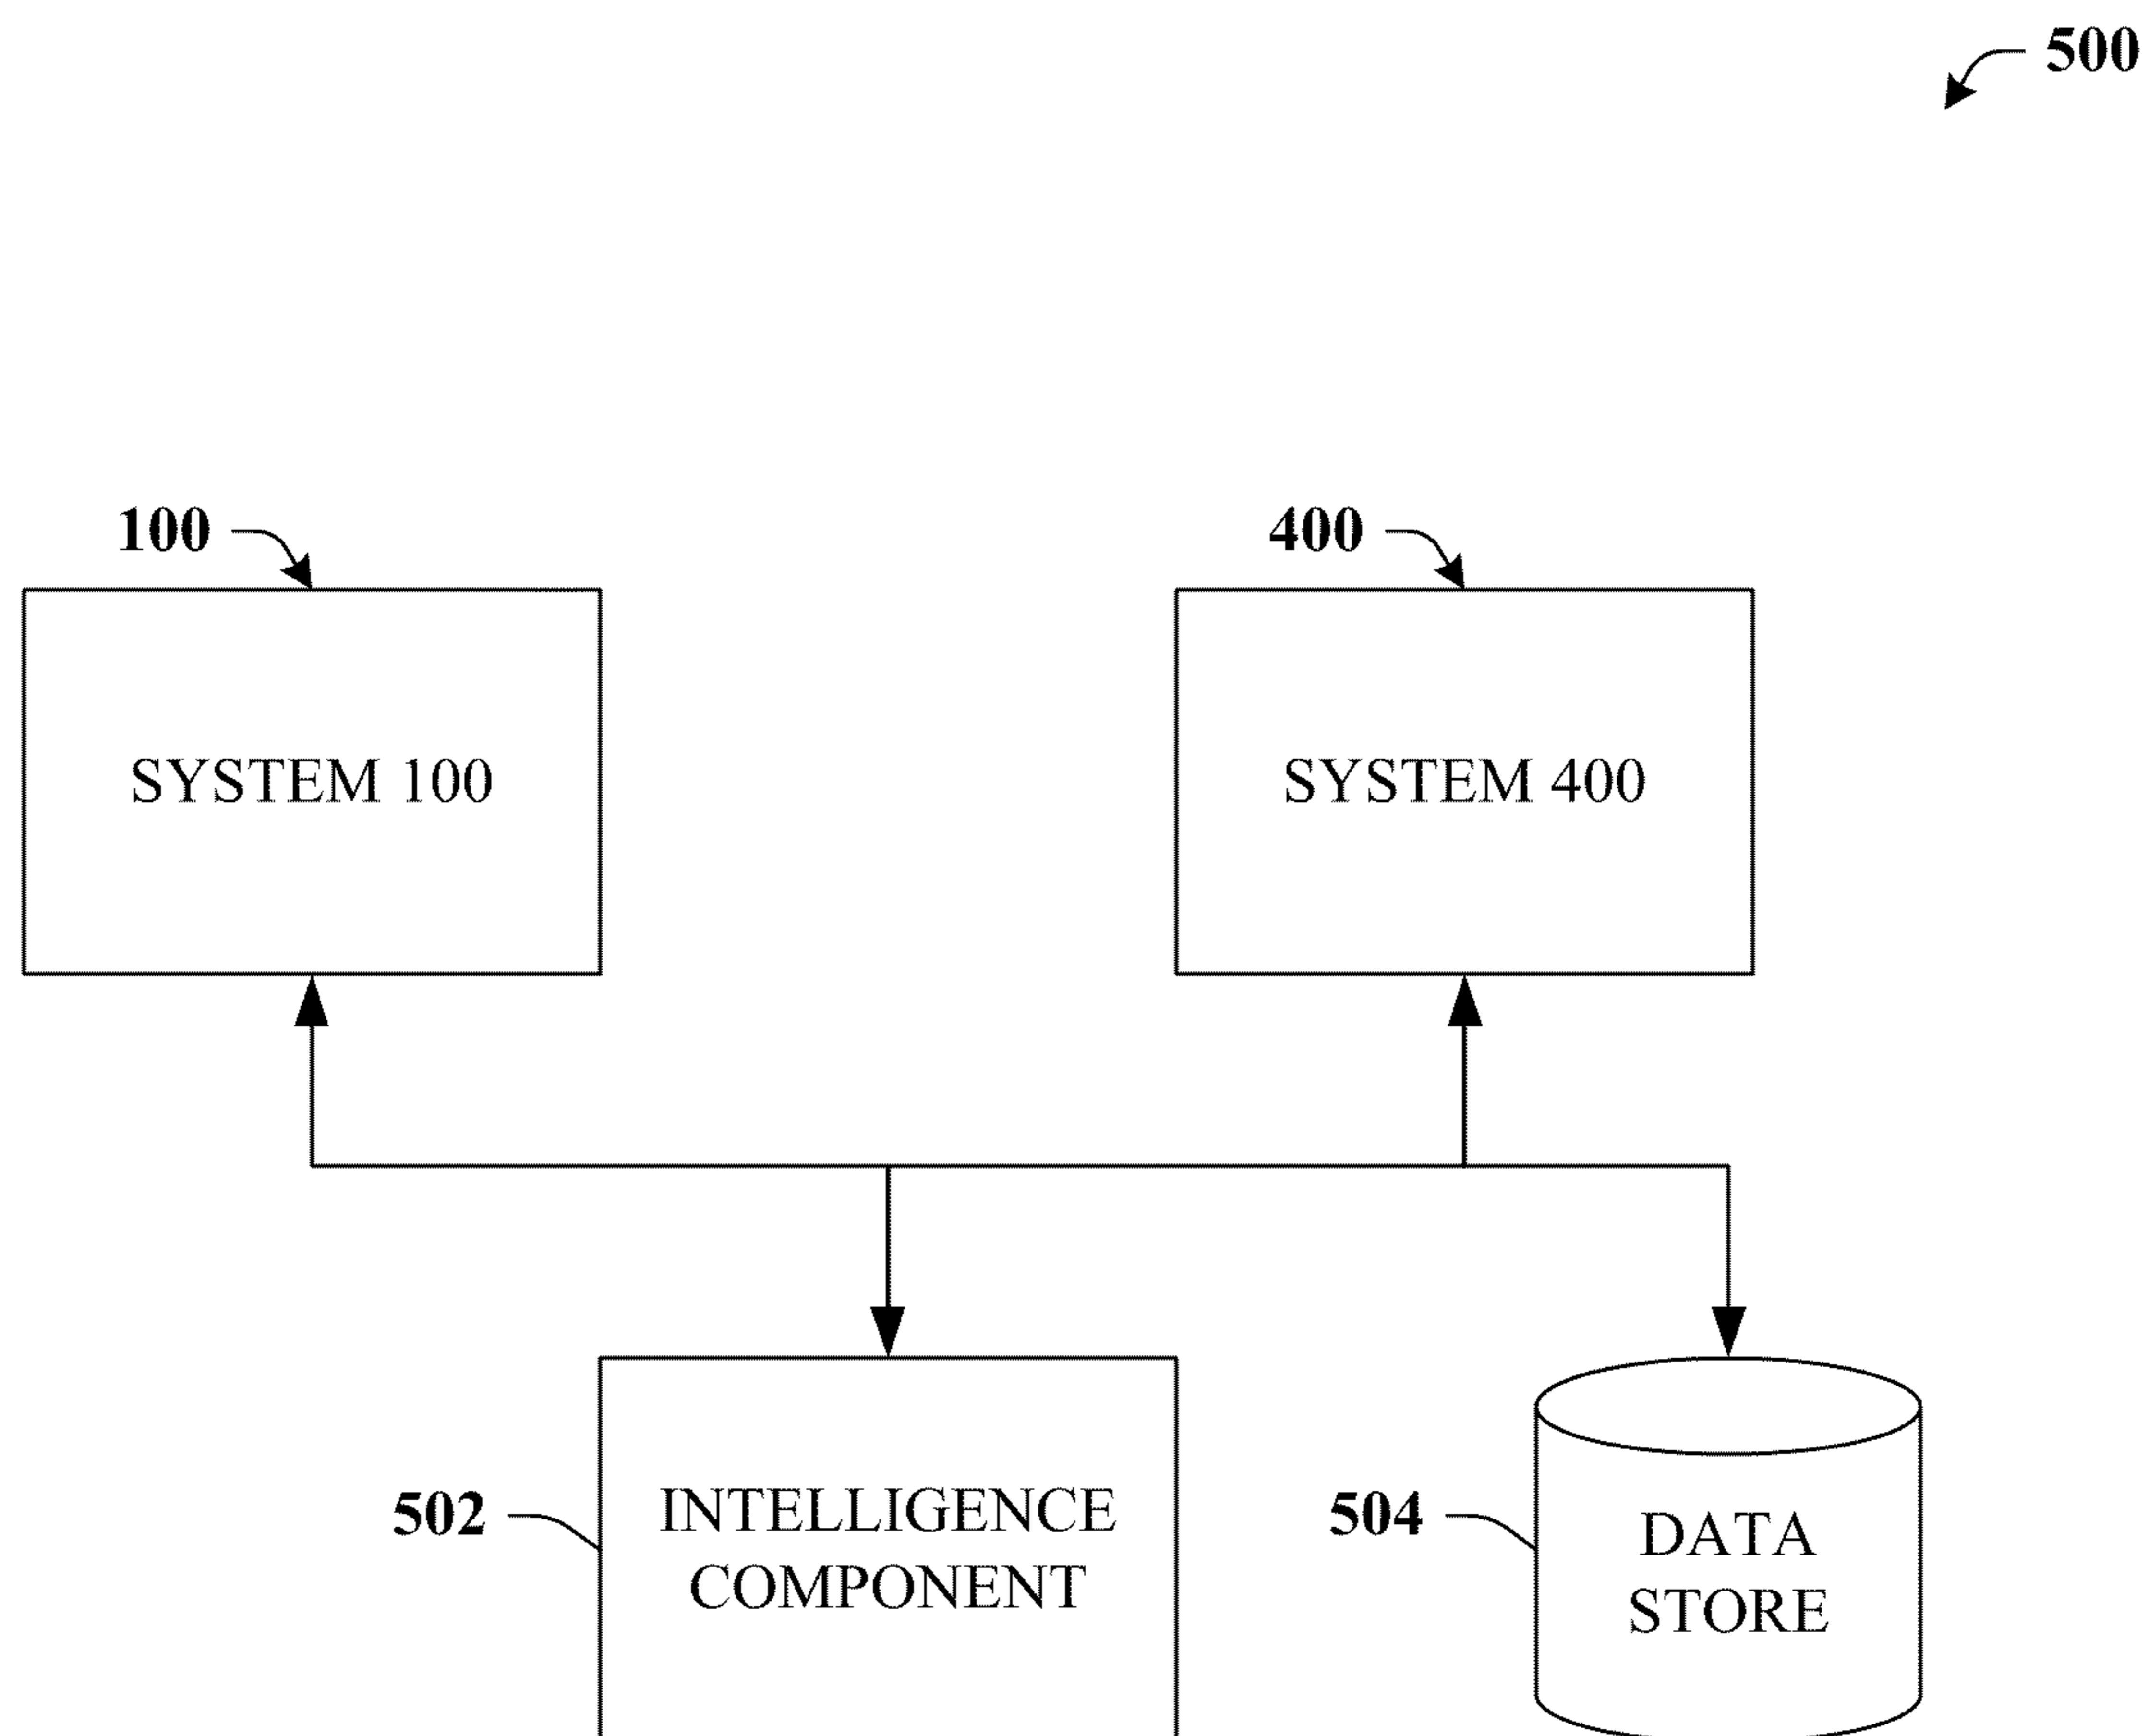 500
100
400
SYSTEM 100
SYSTEM 400
502
INTELLIGENCE
COMPONENT
504
DATA
STORE